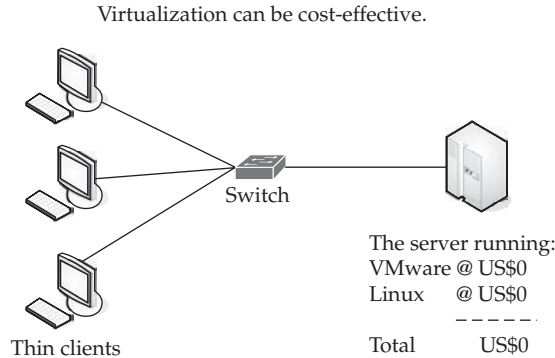 Virtualization can be cost-effective.
Switch
The server running:
VMware @ US$0
Linux @ US$0
Total US$0
Thin clients